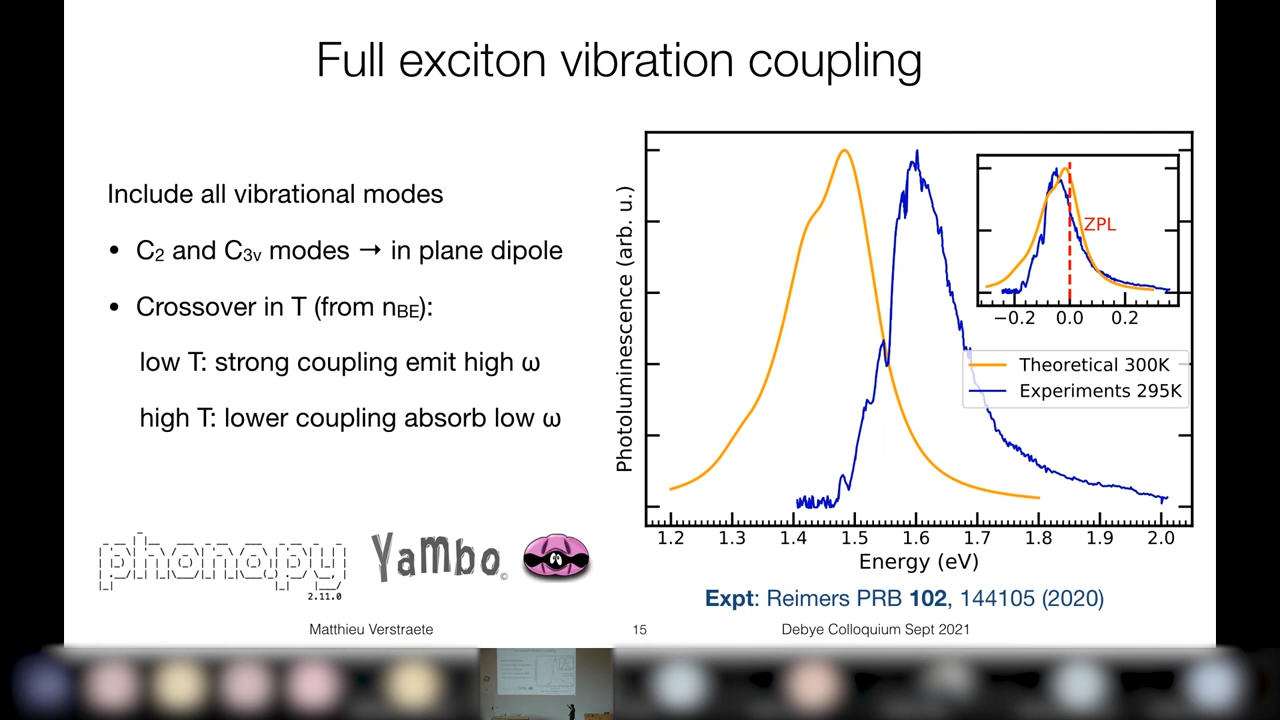 Full exciton vibration coupling
Include all vibrational modes
• C₂ and C₃ᵥ modes → in plane dipole
• Crossover in T (from nBE):
low T: strong coupling emit high ω
high T: lower coupling absorb low ω
phonopy
2.11.0
Yambo©
Photoluminescence (arb. u.)
ZPL
−0.2 0.0 0.2
Theoretical 300K
Experiments 295K
1.2 1.3 1.4 1.5 1.6 1.7 1.8 1.9 2.0
Energy (eV)
Expt: Reimers PRB 102, 144105 (2020)
Matthieu Verstraete
15
Debye Colloquium Sept 2021